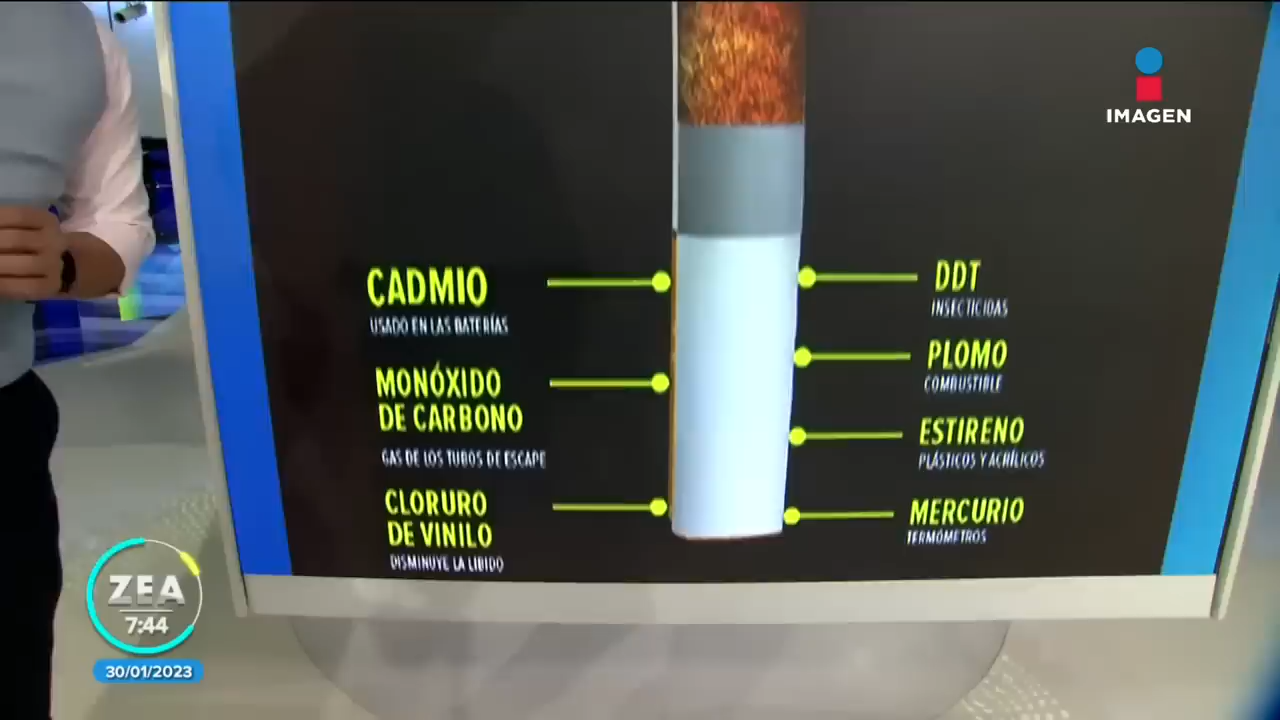 IMAGEN
CADMIO
USADO EN LAS BATERÍAS
MONÓXIDO
DE CARBONO
GAS DE LOS TUBOS DE ESCAPE
CLORURO
DE VINILO
DISMINUYE LA LIBIDO
DDT
INSECTICIDAS
PLOMO
COMBUSTIBLE
ESTIRENO
PLÁSTICOS Y ACRÍLICOS
MERCURIO
TERMÓMETROS
ZEA
7:44
30/01/2023